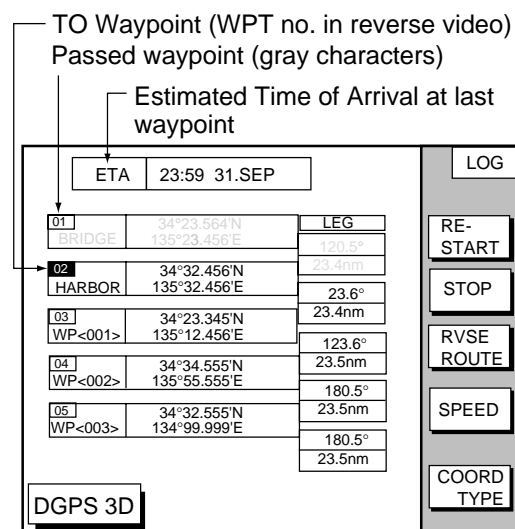 TO Waypoint (WPT no. in reverse video)
Passed waypoint (gray characters)
Estimated Time of Arrival at last
waypoint
ETA 23:59 31.SEP
LOG
01 34°23.564'N LEG
BRIDGE 135°23.456'E 120.5°
23.4nm
02 34°32.456'N
HARBOR 135°32.456'E 23.6°
23.4nm
03 34°23.345'N
WP<001> 135°12.456'E 123.6°
23.5nm
04 34°34.555'N
WP<002> 135°55.555'E 180.5°
23.5nm
05 34°32.555'N
WP<003> 134°99.999'E 180.5°
23.5nm
RE-
START
STOP
RVSE
ROUTE
SPEED
COORD
TYPE
DGPS 3D